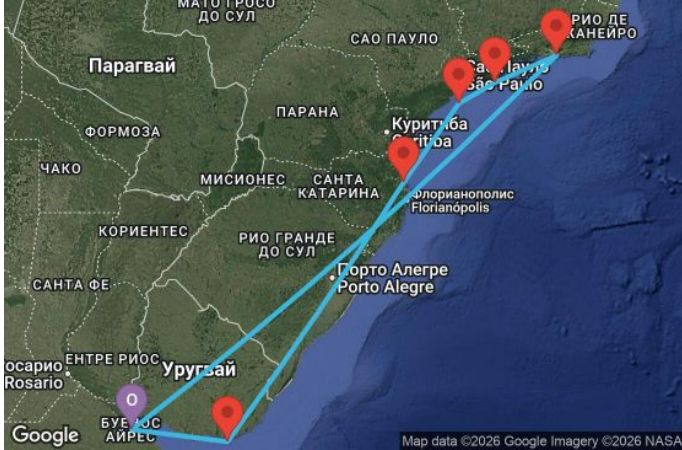 МАТО ГРОСО
ДО СУЛ
РИО ДЕ
ЖАНЕЙРО
САО ПАУЛО
Парагвай
Сао Пауло
São Paulo
ПАРАНА
Куритиба
Curitiba
ФОРМОЗА
ЧАКО
МИСИОНЕС
САНТА
КАТАРИНА
Флорианополис
Florianópolis
КОРИЕНТЕС
РИО ГРАНДЕ
ДО СУЛ
Порто Алегре
Porto Alegre
САНТА ФЕ
осарио
Rosario
ЕНТРЕ РИОС
Уругвай
O
БУЕНОС
АЙРЕС
Google
Map data ©2026 Google Imagery ©2026 NASA